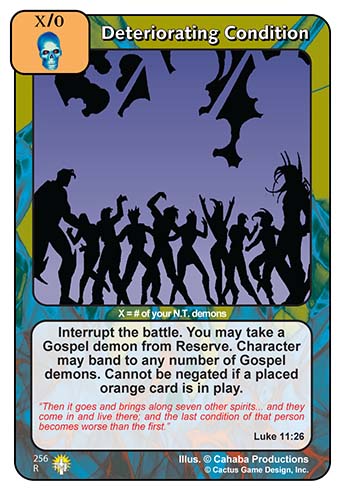 X/0
Deteriorating Condition
X = # of your N.T. demons
Interrupt the battle. You may take a
Gospel demon from Reserve. Character
may band to any number of Gospel
demons. Cannot be negated if a placed
orange card is in play.
“Then it goes and brings along seven other spirits... and they
come in and live there; and the last condition of that person
becomes worse than the first.”
Luke 11:26
256
R
Illus. © Cahaba Productions
© Cactus Game Design, Inc.